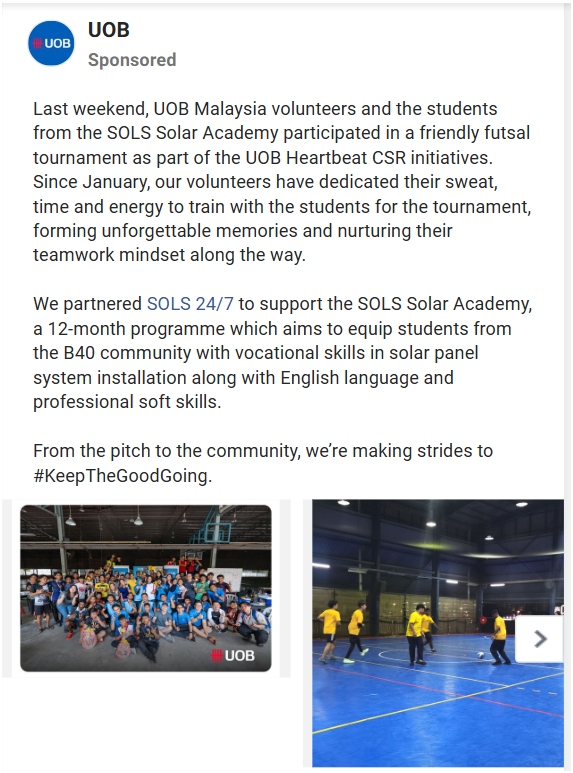 UOB
UOB
Sponsored
Last weekend, UOB Malaysia volunteers and the students
from the SOLS Solar Academy participated in a friendly futsal
tournament as part of the UOB Heartbeat CSR initiatives.
Since January, our volunteers have dedicated their sweat,
time and energy to train with the students for the tournament,
forming unforgettable memories and nurturing their
teamwork mindset along the way.
We partnered SOLS 24/7 to support the SOLS Solar Academy,
a 12-month programme which aims to equip students from
the B40 community with vocational skills in solar panel
system installation along with English language and
professional soft skills.
From the pitch to the community, we’re making strides to
#KeepTheGoodGoing.
UOB